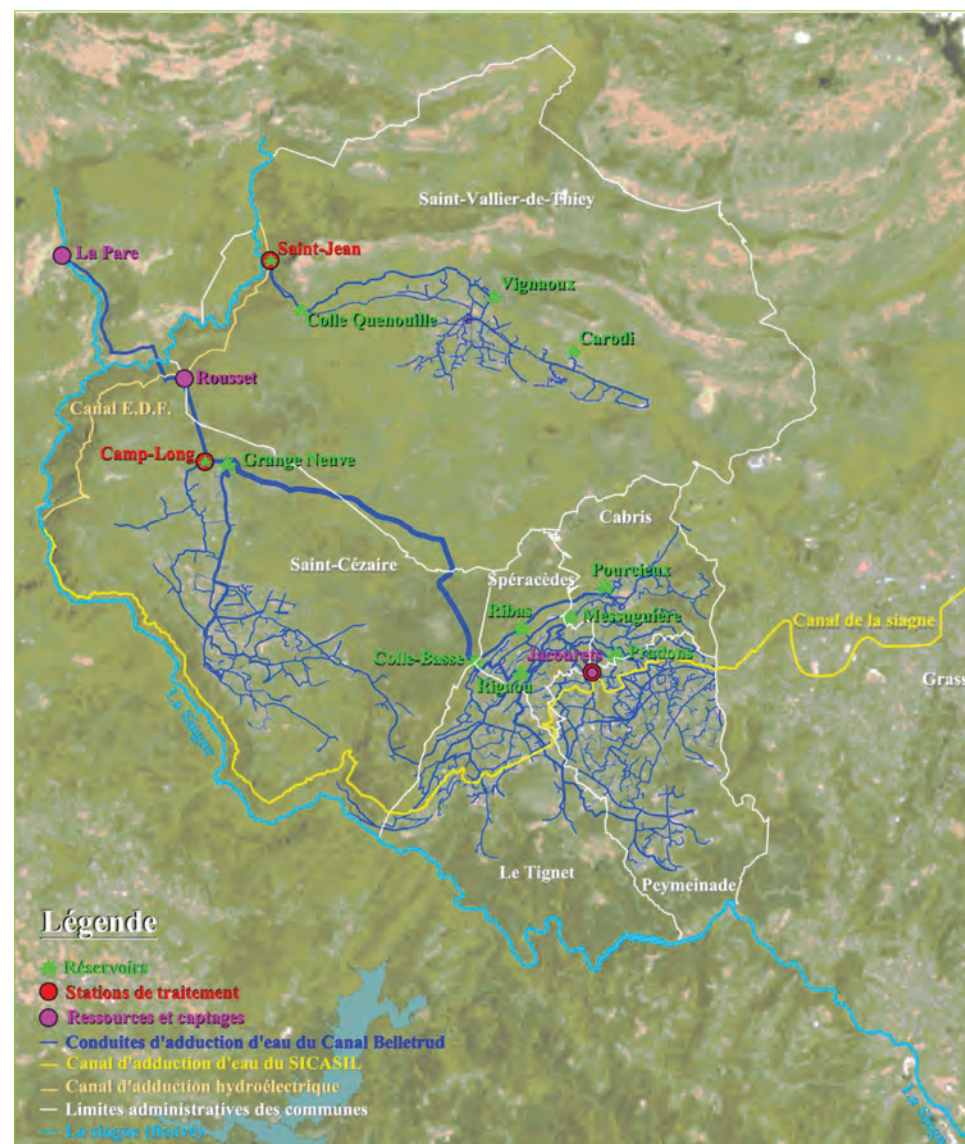 Saint-Vallier-de-Thiey
La Pare
Saint-Jean
Vignaoux
Colle Quenouille
Carodi
Rousset
Canal E.D.F.
Camp-Long
Grange Neuve
Cabris
Saint-Cézaire
Spéracèdes
Pourcieux
Ribas
Messuguière
Canal de la siagne
Jacourets
Pradons
Colle-Basse
Rigaou
Grass
La Siagne
Le Tignet
Peymeinade
Légende
Réservoirs
Stations de traitement
Ressources et captages
Conduites d'adduction d'eau du Canal Belletrud
Canal d'adduction d'eau du SICASIL
Canal d'adduction hydroélectrique
Limites administratives des communes
La siagne (fleuve)
La Siagn